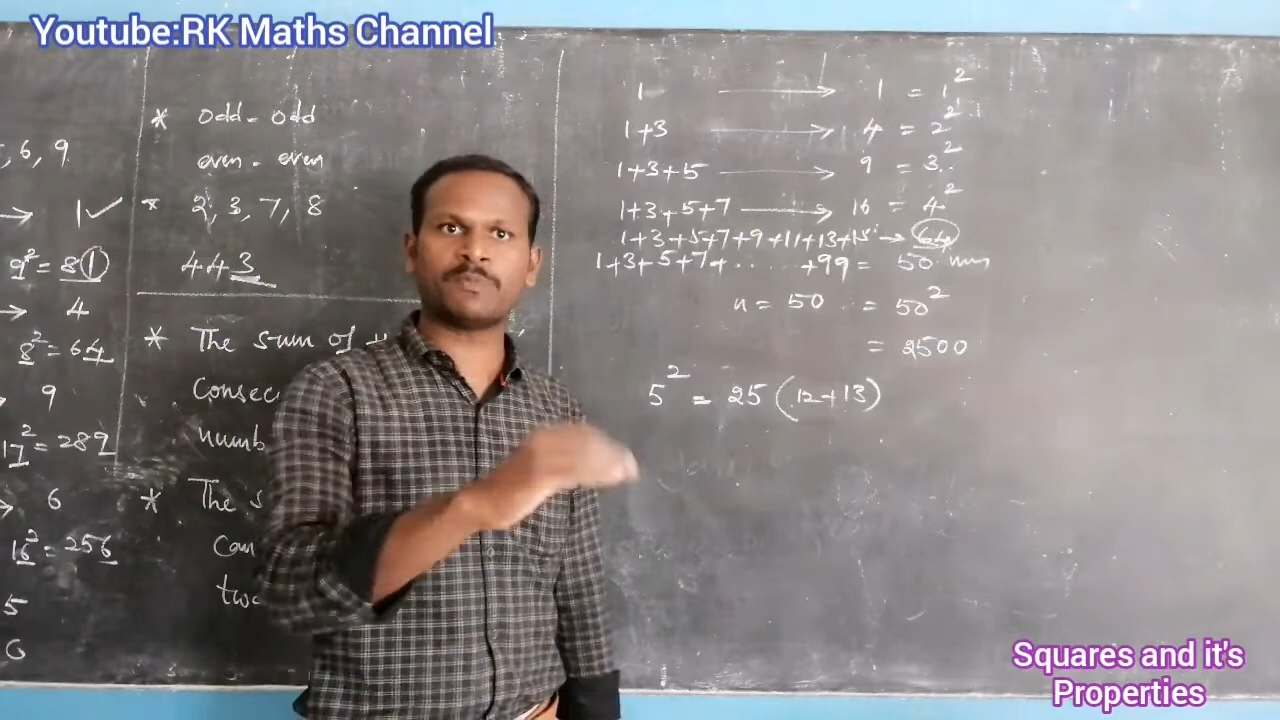 Youtube:RK Maths Channel
6, 9
→ 1✓
9² = 81
→ 4
8² = 64
9
17² = 289
→ 6
16² = 256
5
* odd - odd
even - even
* 2, 3, 7, 8
443
* The sum of
Consec
numb
* The s
Can
two
1 → 1 = 1²
1+3 → 4 = 2²
1+3+5 → 9 = 3²
1+3+5+7 → 16 = 4²
1+3+5+7+9+11+13+15 → 64
1+3+5+7+.....+99 = 50
n = 50 = 50²
= 2500
5² = 25 (12+13)
Squares and it's
Properties